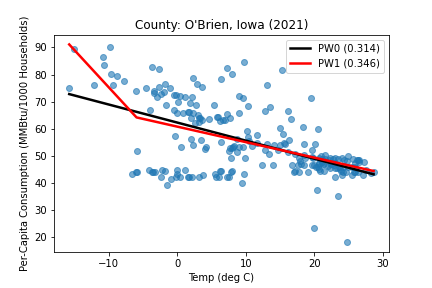 County: O'Brien, Iowa (2021)
Per-Capita Consumption (MMBtu/1000 Households)
90
80
70
60
50
40
30
20
PW0 (0.314)
PW1 (0.346)
−10
0
10
20
30
Temp (deg C)